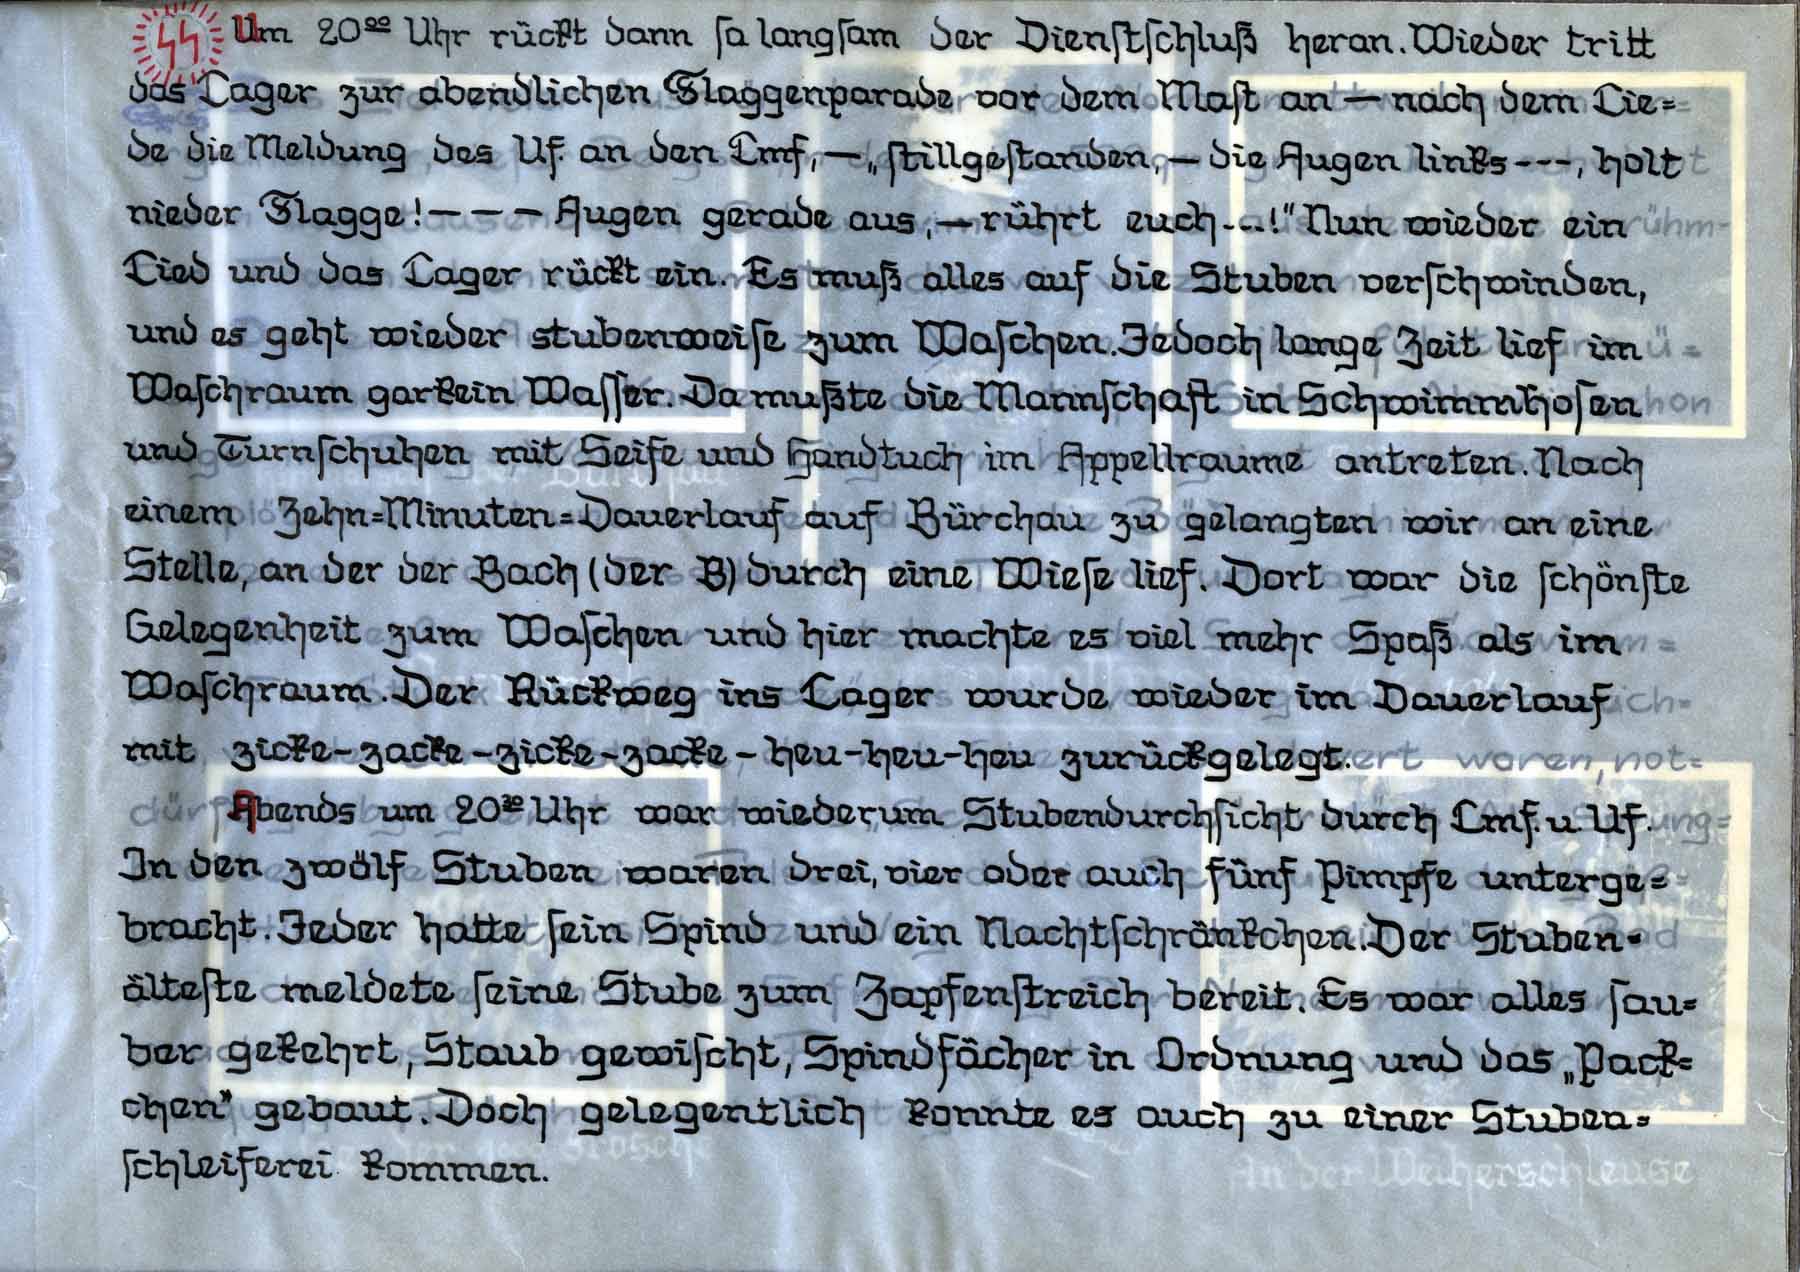 Um 20⁰⁰ Uhr rückt dann sa langsam der Dienstschluß heran. Wieder tritt
das Lager zur abendlichen Flaggenparade vor dem Mast an — nach dem Lie=
de die Meldung des Uf. an den Lmf, — „stillgestanden, — die Augen links ---, holt
nieder Flagge! — — — Augen gerade aus, — rührt euch ...!" Nun wieder ein
Lied und das Lager rückt ein. Es muß alles auf die Stuben verschwinden,
und es geht wieder stubenweise zum Waschen. Jedoch lange Zeit lief im
Waschraum garkein Wasser. Da mußte die Mannschaft in Schwimmhosen
und Turnschuhen mit Seife und Handtuch im Appellraume antreten. Nach
einem Zehn=Minuten=Dauerlauf auf Bürchau zu gelangten wir an eine
Stelle, an der der Bach (der B) durch eine Wiese lief. Dort war die schönste
Gelegenheit zum Waschen und hier machte es viel mehr Spaß als im
Waschraum. Der Rückweg ins Lager wurde wieder im Dauerlauf
mit zicke-zacke-zicke-zacke-heu-heu-heu zurückgelegt.
Abends um 20³⁰ Uhr war wiederum Stubendurchsicht durch Lmf. u. Uf.
In den zwölf Stuben waren drei, vier oder auch fünf Pimpfe unterge=
bracht. Jeder hatte sein Spind und ein Nachtschränkchen. Der Stuben-
älteste meldete seine Stube zum Zapfenstreich bereit. Es war alles sau=
ber gekehrt, Staub gewischt, Spindfächer in Ordnung und das „Päck=
chen" gebaut. Doch gelegentlich konnte es auch zu einer Stuben=
schleiferei kommen.
An der Weiherschleuse